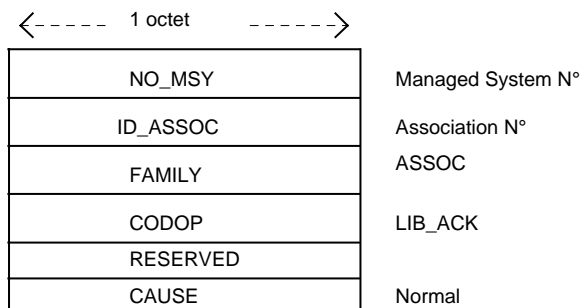 1 octet
NO_MSY Managed System N°
ID_ASSOC Association N°
FAMILY ASSOC
CODOP LIB_ACK
RESERVED
CAUSE Normal